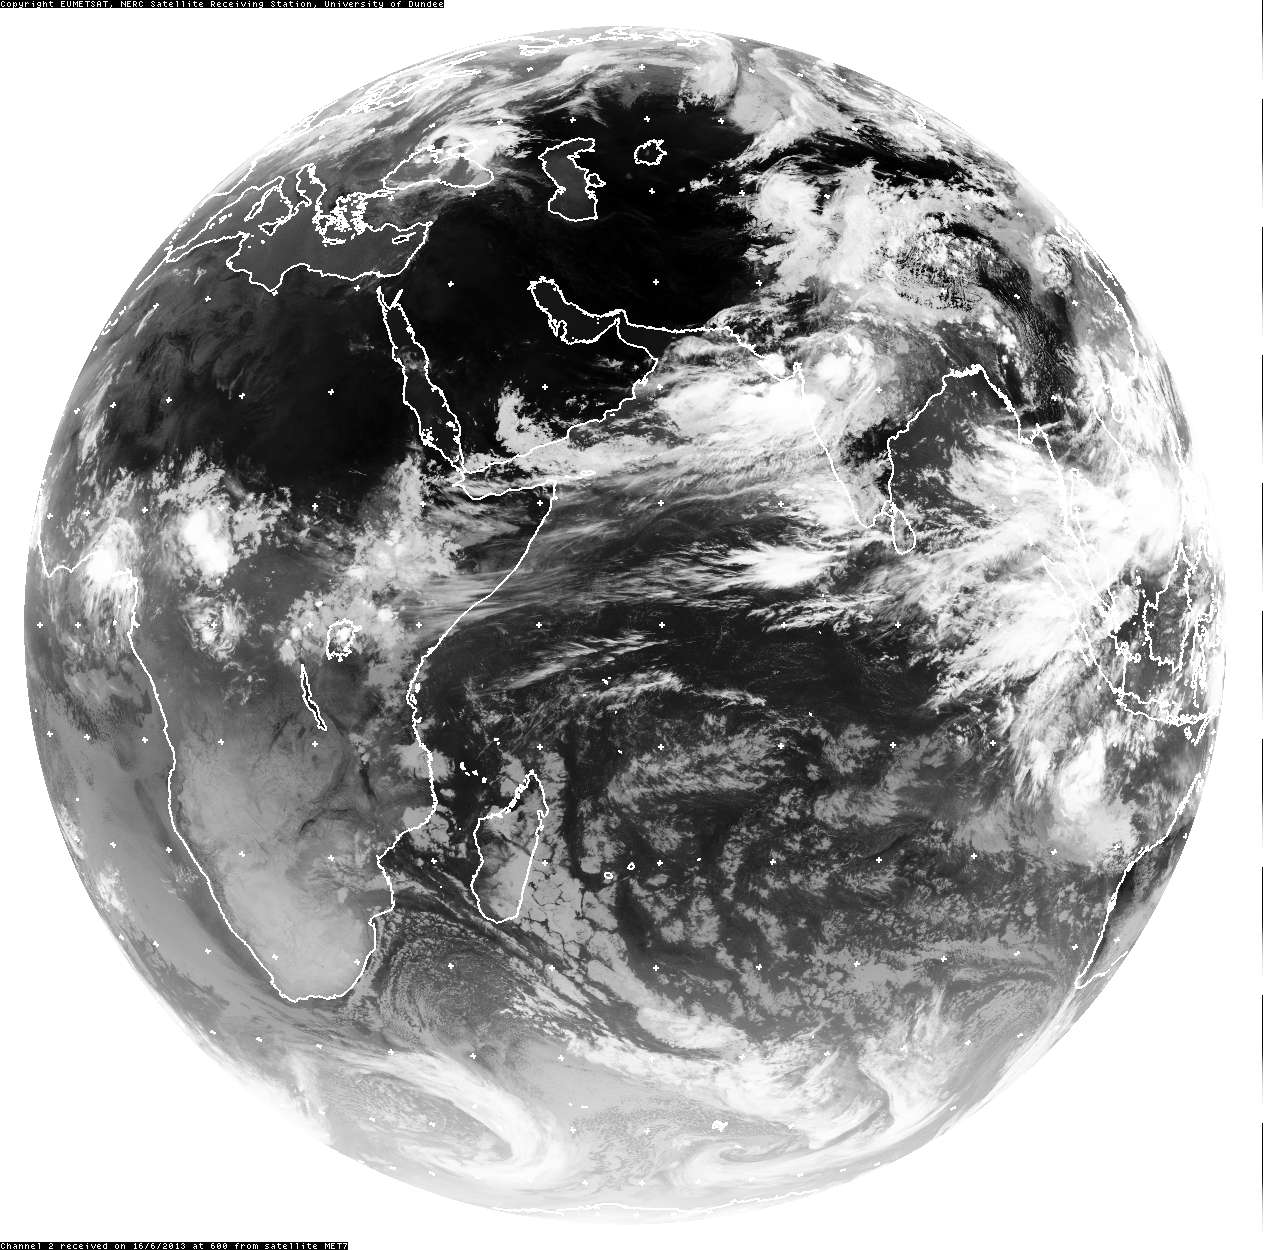 Copyright EUMETSAT, NERC Satellite Receiving Station, University of Dundee
Channel 2 received on 16/6/2013 at 600 from satellite MET7